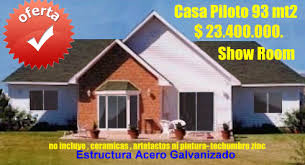 oferta
Casa Piloto 93 mt2
$ 23,400.000.
Show Room
no incluye , ceramicas , artefactos ni pintura- techumbre zinc
Estructura Acero Galvanizado